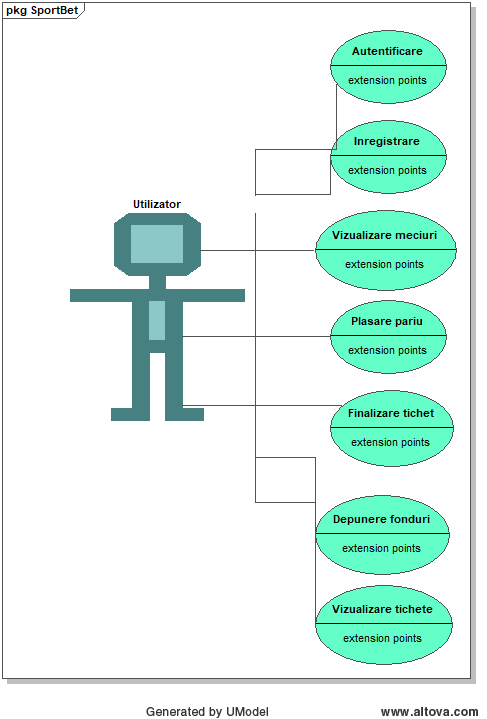 pkg SportBet
Autentificare
extension points
Inregistrare
extension points
Utilizator
Vizualizare meciuri
extension points
Plasare pariu
extension points
Finalizare tichet
extension points
Depunere fonduri
extension points
Vizualizare tichete
extension points
Generated by UModel
www.altova.com